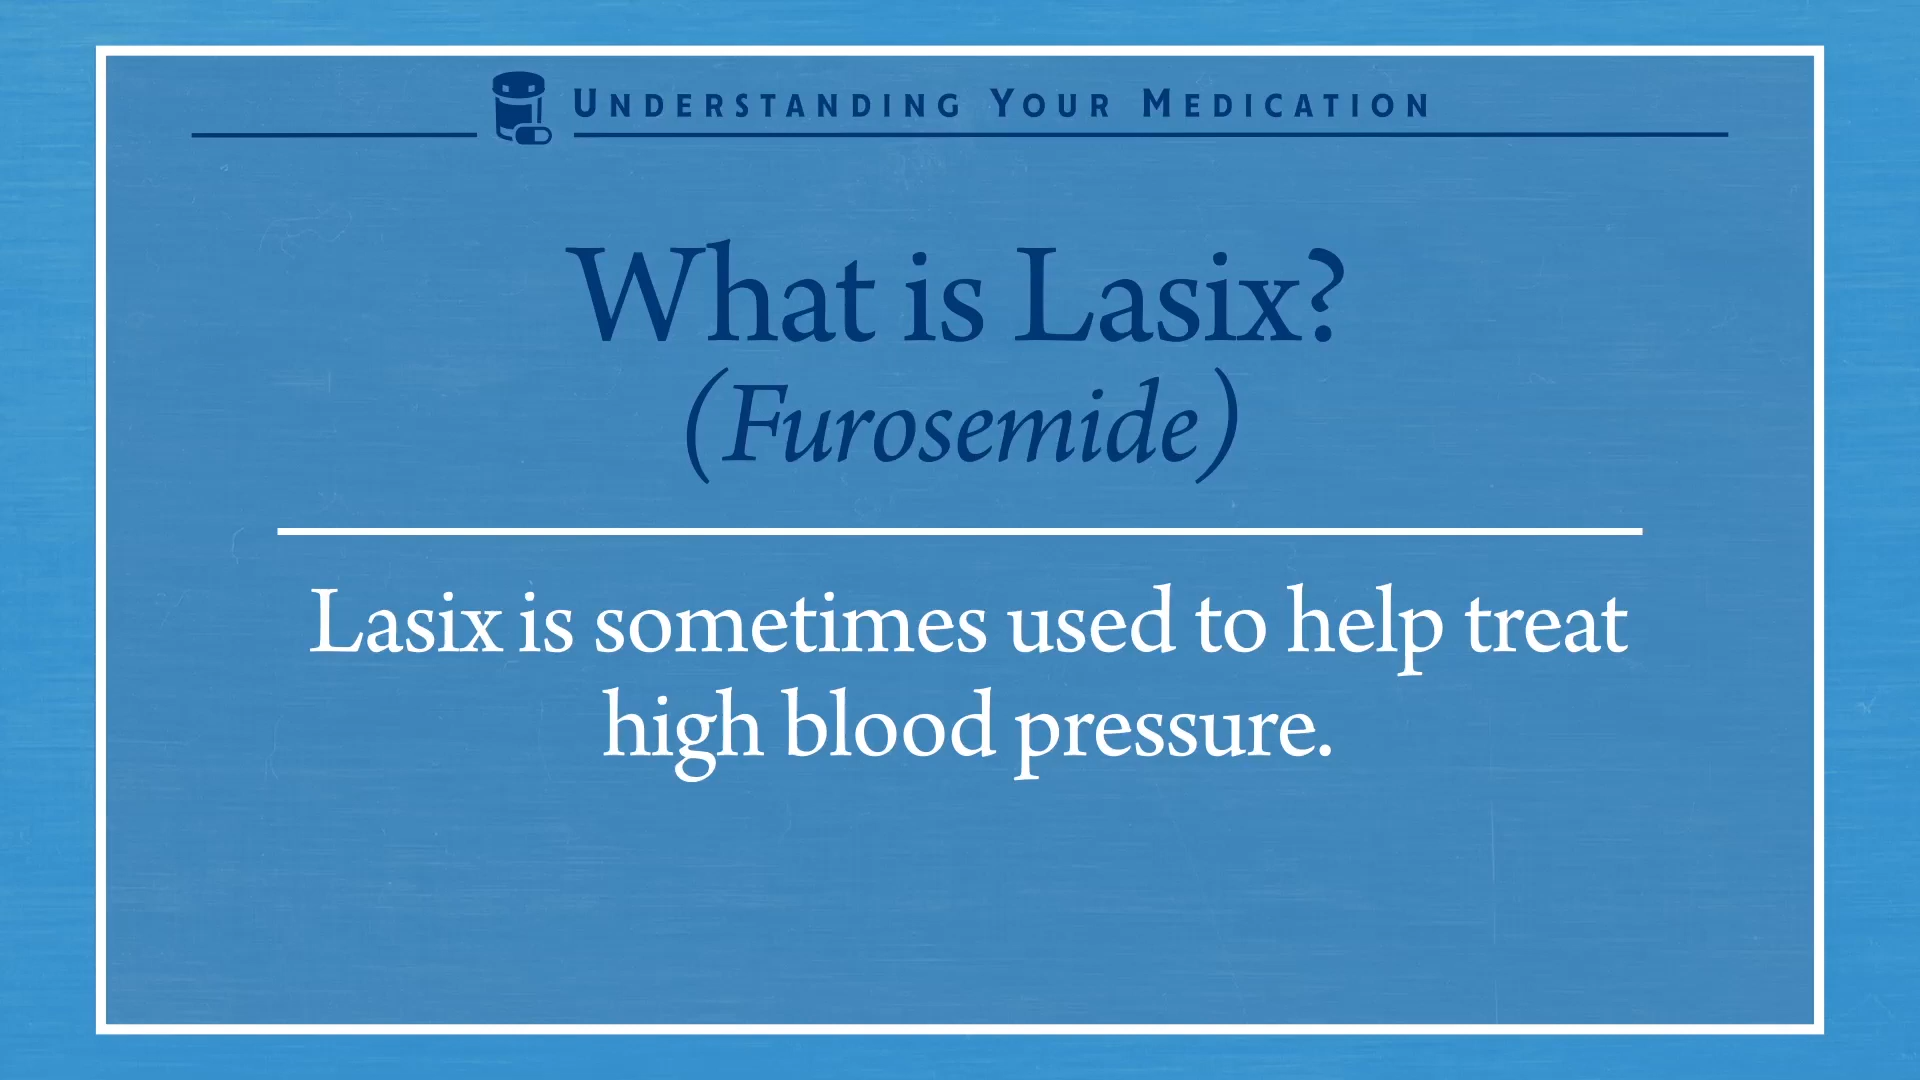 Understanding Your Medication
What is Lasix?
(Furosemide)
Lasix is sometimes used to help treat
high blood pressure.